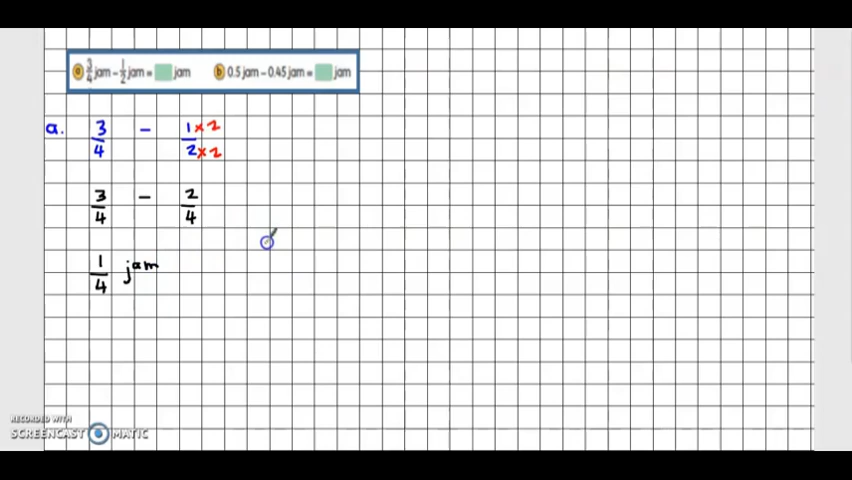 a 3/4 jam – 1/2 jam = jam b 0.5 jam – 0.45 jam = jam
a. 3/4 – 1×2/2×2
3/4 – 2/4
1/4 jam
RECORDED WITH
SCREENCAST MATIC